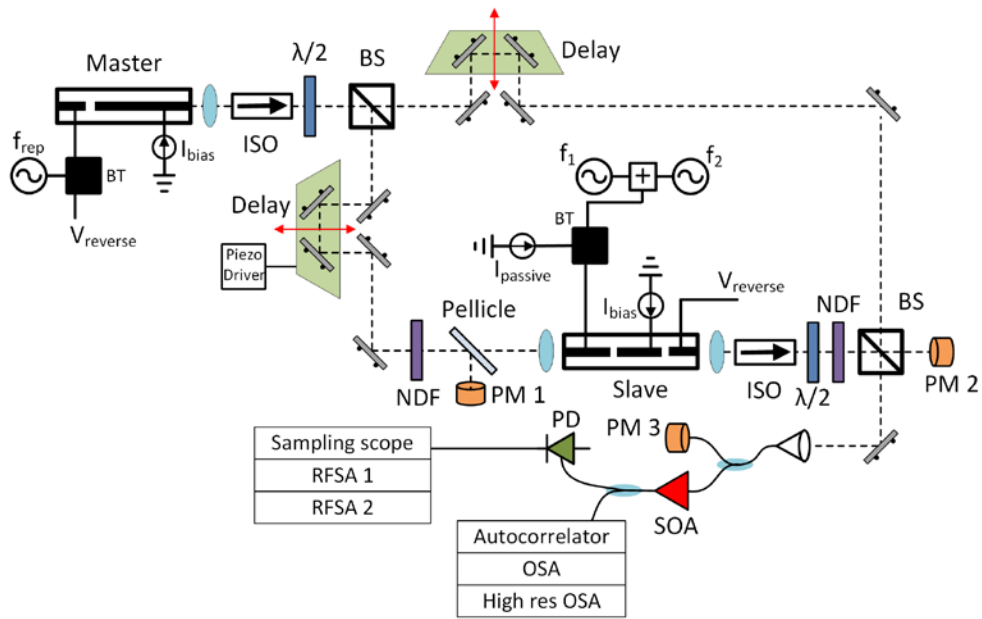 Master
λ/2
BS
Delay
ISO
f_rep
BT
I_bias
V_reverse
Delay
Piezo
Driver
f_1
+
f_2
BT
I_passive
I_bias
V_reverse
Pellicle
NDF
PM 1
Slave
ISO
λ/2
NDF
BS
PM 2
PD
PM 3
SOA
Sampling scope
RFSA 1
RFSA 2
Autocorrelator
OSA
High res OSA